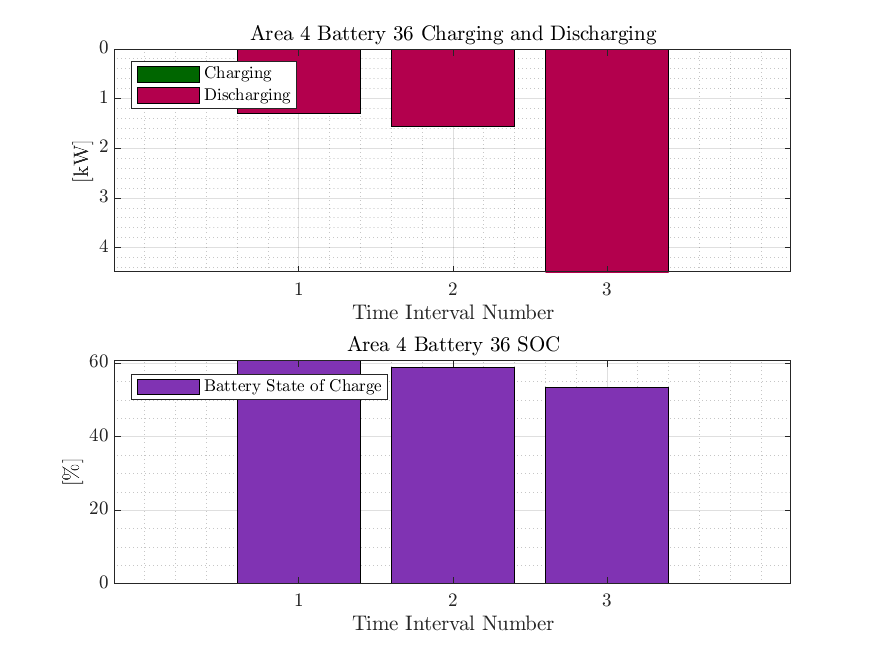 Area 4 Battery 36 Charging and Discharging
0
1
2
3
4
[kW]
Charging
Discharging
1 2 3
Time Interval Number
Area 4 Battery 36 SOC
60
40
20
0
[%]
Battery State of Charge
1 2 3
Time Interval Number